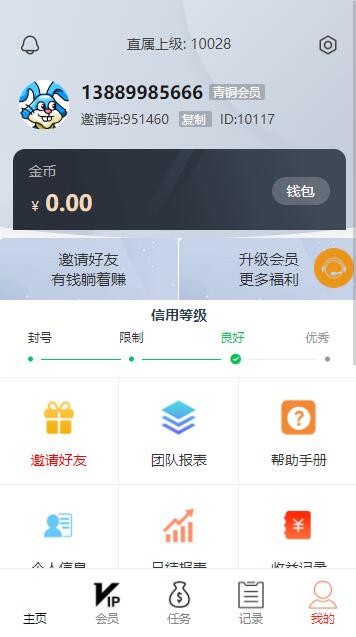 直属上级: 10028
13889985666 青铜会员
邀请码:951460 复制 ID:10117
金币
¥ 0.00
钱包
邀请好友 升级会员
有钱躺着赚 更多福利
信用等级
封号 限制 良好 优秀
邀请好友 团队报表 帮助手册
个人信息 日结报表 收益记录
VIP
主页 会员 任务 记录 我的